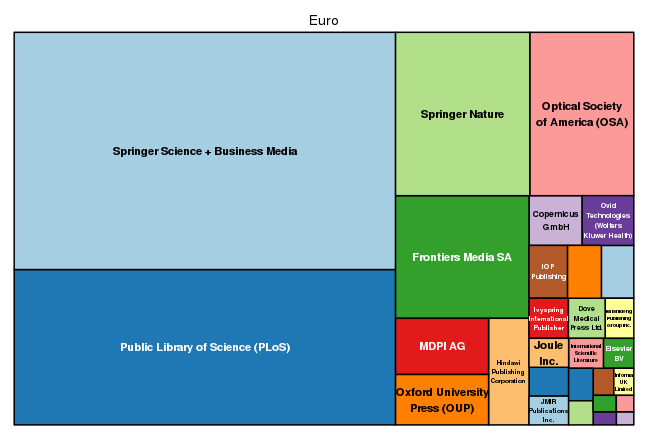 Euro
Springer Science + Business Media
Public Library of Science (PLoS)
Springer Nature
Optical Society
of America (OSA)
Frontiers Media SA
Copernicus
GmbH
Ovid
Technologies
(Wolters
Kluwer Health)
IOP
Publishing
MDPI AG
Oxford University
Press (OUP)
Hindawi
Publishing
Corporation
Ivyspring
International
Publisher
Dove
Medical
Press Ltd.
Publishing
Group Inc.
Joule
Inc.
International
Scientific
Literature
Elsevier
BV
Informa
UK
Limited
JMIR
Publications
Inc.